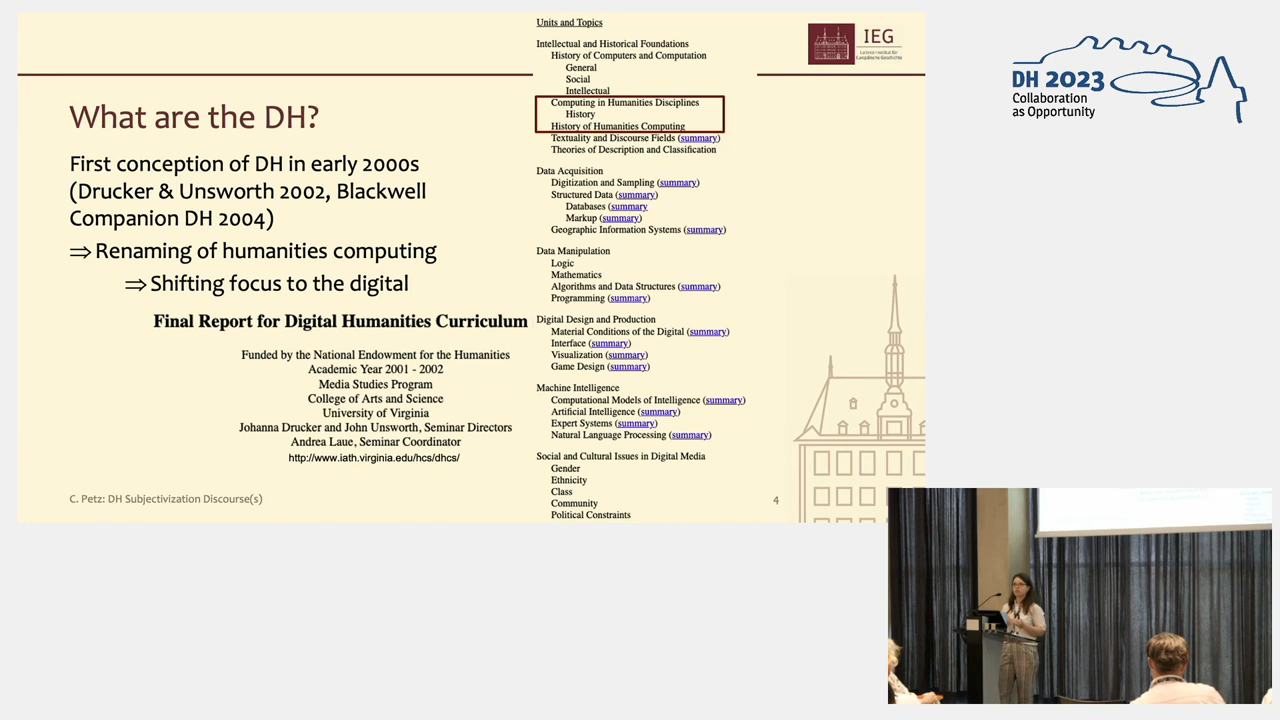 What are the DH?
First conception of DH in early 2000s
(Drucker & Unsworth 2002, Blackwell
Companion DH 2004)
⇒ Renaming of humanities computing
⇒ Shifting focus to the digital
Final Report for Digital Humanities Curriculum
Funded by the National Endowment for the Humanities
Academic Year 2001 - 2002
Media Studies Program
College of Arts and Science
University of Virginia
Johanna Drucker and John Unsworth, Seminar Directors
Andrea Laue, Seminar Coordinator
http://www.iath.virginia.edu/hcs/dhcs/
C. Petz: DH Subjectivization Discourse(s)
4
Units and Topics
Intellectual and Historical Foundations
History of Computers and Computation
General
Social
Intellectual
Computing in Humanities Disciplines
History
History of Humanities Computing
Textuality and Discourse Fields (summary)
Theories of Description and Classification
Data Acquisition
Digitization and Sampling (summary)
Structured Data (summary)
Databases (summary
Markup (summary)
Geographic Information Systems (summary)
Data Manipulation
Logic
Mathematics
Algorithms and Data Structures (summary)
Programming (summary)
Digital Design and Production
Material Conditions of the Digital (summary)
Interface (summary)
Visualization (summary)
Game Design (summary)
Machine Intelligence
Computational Models of Intelligence (summary)
Artificial Intelligence (summary)
Expert Systems (summary)
Natural Language Processing (summary)
Social and Cultural Issues in Digital Media
Gender
Ethnicity
Class
Community
Political Constraints
IEG
Leibniz-Institut für
Europäische Geschichte
DH 2023
Collaboration
as Opportunity